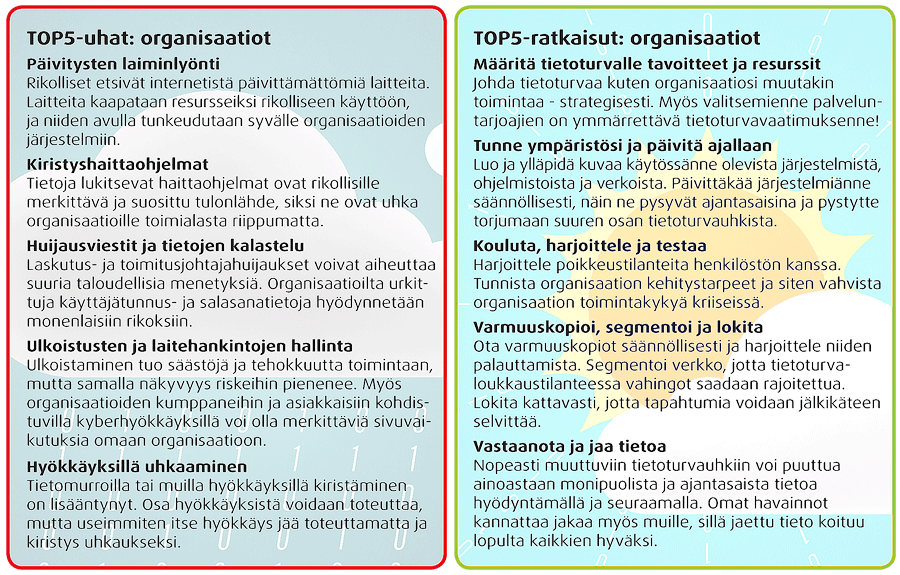 TOP5-uhat: organisaatiot
Päivitysten laiminlyönti
Rikolliset etsivät internetistä päivittämättömiä laitteita.
Laitteita kaapataan resursseiksi rikolliseen käyttöön,
ja niiden avulla tunkeudutaan syvälle organisaatioiden
järjestelmiin.
Kiristyshaittaohjelmat
Tietoja lukitsevat haittaohjelmat ovat rikollisille
merkittävä ja suosittu tulonlähde, siksi ne ovat uhka
organisaatioille toimialasta riippumatta.
Huijausviestit ja tietojen kalastelu
Laskutus- ja toimitusjohtajahuijaukset voivat aiheuttaa
suuria taloudellisia menetyksiä. Organisaatioilta urkit-
tuja käyttäjätunnus- ja salasanatietoja hyödynnetään
monenlaisiin rikoksiin.
Ulkoistusten ja laitehankintojen hallinta
Ulkoistaminen tuo säästöjä ja tehokkuutta toimintaan,
mutta samalla näkyvyys riskeihin pienenee. Myös
organisaatioiden kumppaneihin ja asiakkaisiin kohdis-
tuvilla kyberhyökkäyksillä voi olla merkittäviä sivuvai-
kutuksia omaan organisaatioon.
Hyökkäyksillä uhkaaminen
Tietomurroilla tai muilla hyökkäyksillä kiristäminen
on lisääntynyt. Osa hyökkäyksistä voidaan toteuttaa,
mutta useimmiten itse hyökkäys jää toteuttamatta ja
kiristys uhkaukseksi.
TOP5-ratkaisut: organisaatiot
Määritä tietoturvalle tavoitteet ja resurssit
Johda tietoturvaa kuten organisaatiosi muutakin
toimintaa - strategisesti. Myös valitsemienne palvelun-
tarjoajien on ymmärrettävä tietoturvavaatimuksenne!
Tunne ympäristösi ja päivitä ajallaan
Luo ja ylläpidä kuvaa käytössänne olevista järjestelmistä,
ohjelmistoista ja verkoista. Päivittäkää järjestelmiänne
säännöllisesti, näin ne pysyvät ajantasaisina ja pystytte
torjumaan suuren osan tietoturvauhkista.
Kouluta, harjoittele ja testaa
Harjoittele poikkeustilanteita henkilöstön kanssa.
Tunnista organisaation kehitystarpeet ja siten vahvista
organisaation toimintakykyä kriiseissä.
Varmuuskopioi, segmentoi ja lokita
Ota varmuuskopiot säännöllisesti ja harjoittele niiden
palauttamista. Segmentoi verkko, jotta tietoturva-
loukkaustilanteessa vahingot saadaan rajoitettua.
Lokita kattavasti, jotta tapahtumia voidaan jälkikäteen
selvittää.
Vastaanota ja jaa tietoa
Nopeasti muuttuviin tietoturvauhkiin voi puuttua
ainoastaan monipuolista ja ajantasaista tietoa
hyödyntämällä ja seuraamalla. Omat havainnot
kannattaa jakaa myös muille, sillä jaettu tieto koituu
lopulta kaikkien hyväksi.